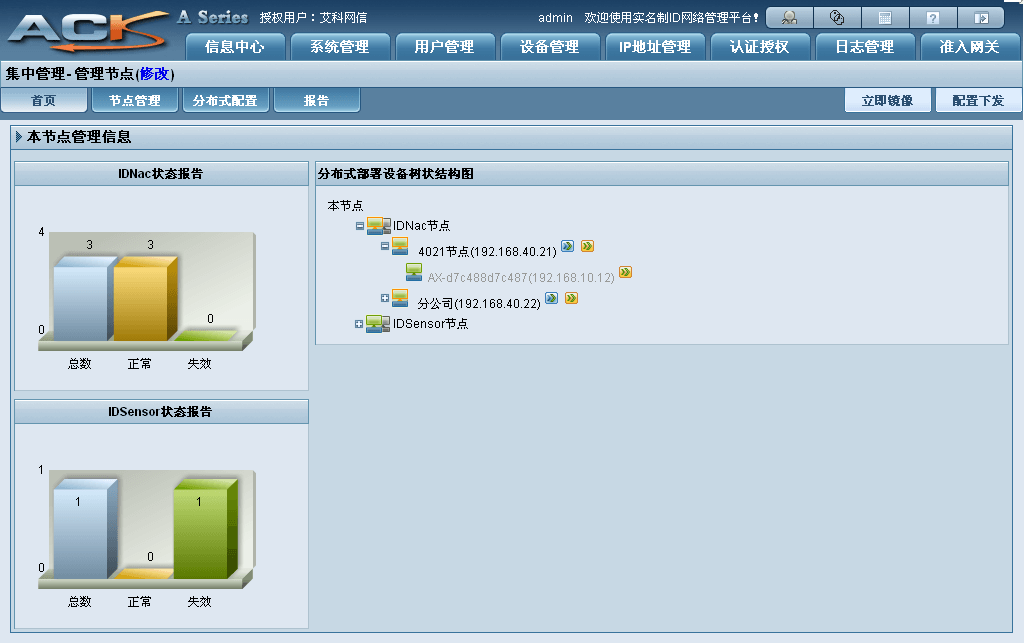 ACK A Series 授权用户：艾科网信 admin 欢迎使用实名制ID网络管理平台!
信息中心 系统管理 用户管理 设备管理 IP地址管理 认证授权 日志管理 准入网关
集中管理-管理节点(修改)
首页 节点管理 分布式配置 报告 立即镜像 配置下发
本节点管理信息
IDNac状态报告
4
3 3
0
0
总数 正常 失效
IDSensor状态报告
1
1 1
0
0
总数 正常 失效
分布式部署设备树状结构图
本节点
IDNac节点
4021节点(192.168.40.21)
AX-d7c488d7c487(192.168.10.12)
分公司(192.168.40.22)
IDSensor节点